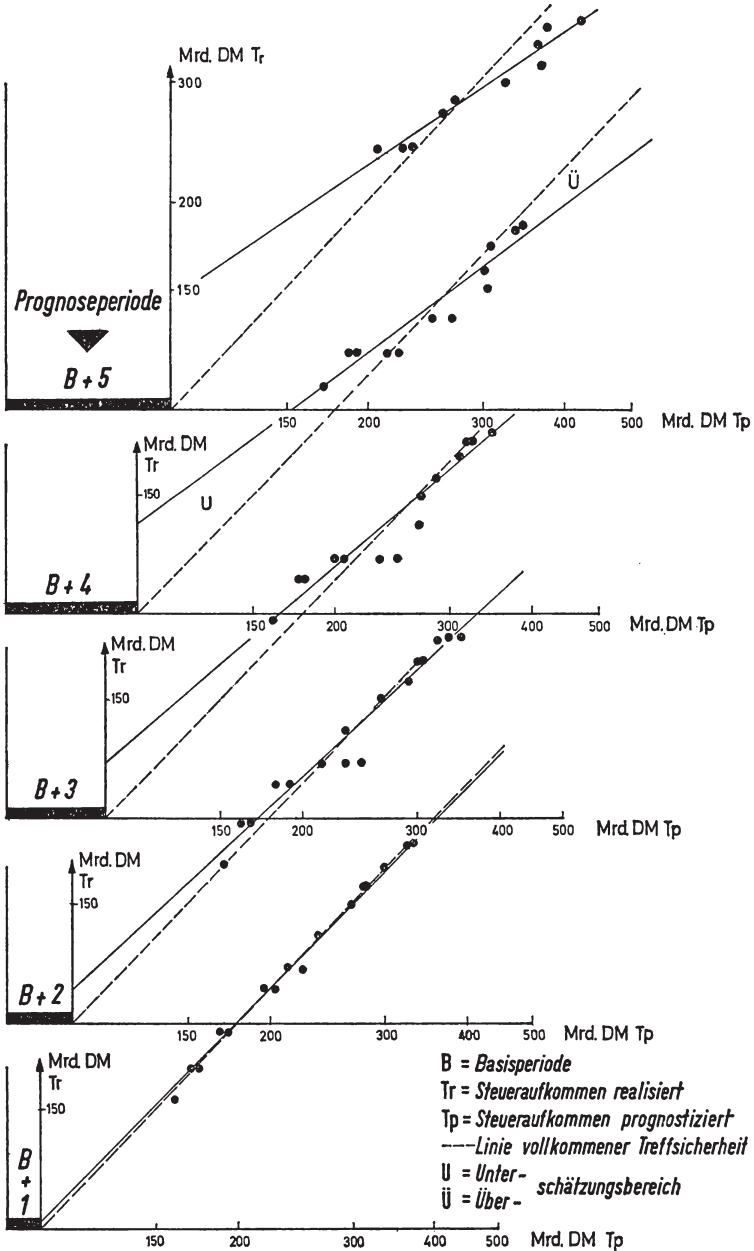 Mrd. DM Tr
300
200
150
Ü
Prognoseperiode
B + 5
150 200 300 400 500 Mrd. DM Tp
Mrd. DM
Tr
150
U
B + 4
200 300 400 500
150 Mrd. DM Tp
Mrd. DM
Tr
150
B + 3
150 200 300 400 500 Mrd. DM Tp
Mrd. DM
Tr
150
B + 2
150 200 300 400 500 Mrd. DM Tp
Mrd. DM
Tr
150
B
+
1
150 200 300 400 500 Mrd. DM Tp
B = Basisperiode
Tr = Steueraufkommen realisiert
Tp = Steueraufkommen prognostiziert
---- Linie vollkommener Treffsicherheit
U = Unter-
schätzungsbereich
Ü = Über-